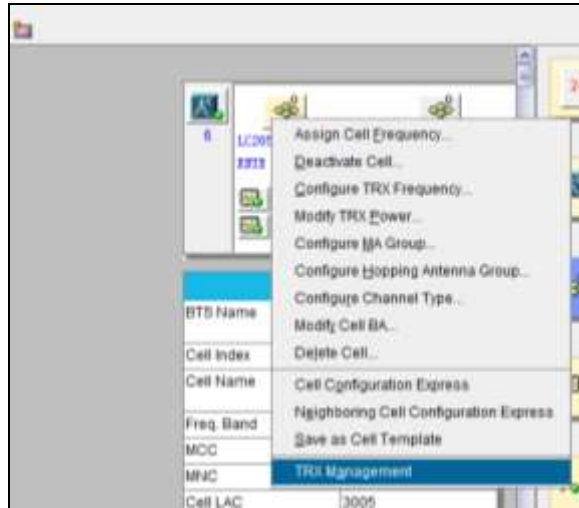 6
Assign Cell Frequency...
Deactivate Cell...
Configure TRX Frequency...
Modify TRX Power...
Configure MA Group...
Configure Hopping Antenna Group...
Configure Channel Type...
Modify Cell BA...
Delete Cell...
Cell Configuration Express
Neighboring Cell Configuration Express
Save as Cell Template
TRX Management
BTS Name
Cell Index
Cell Name
Freq. Band
MCC
MNC
Cell LAC
3005